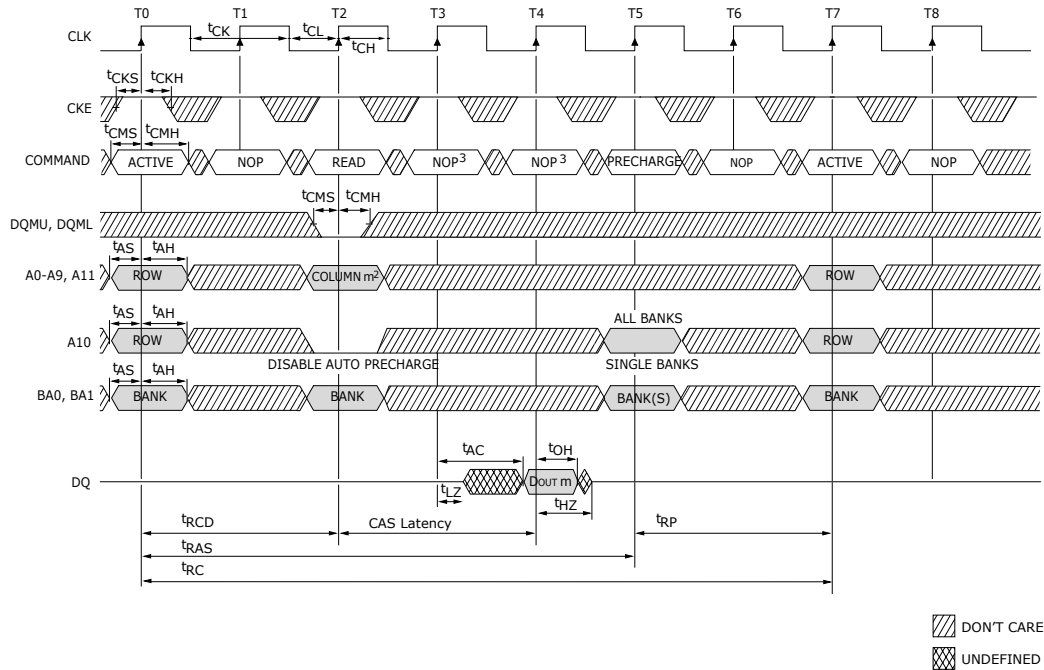 T0 T1 T2 T3 T4 T5 T6 T7 T8
CLK tCK tCL tCH
tCKS tCKH
CKE
tCMS tCMH
COMMAND ACTIVE NOP READ NOP3 NOP3 PRECHARGE NOP ACTIVE NOP
tCMS tCMH
DQMU, DQML
tAS tAH
A0-A9, A11 ROW COLUMN m2 ROW
tAS tAH
ALL BANKS
A10 ROW ROW
DISABLE AUTO PRECHARGE SINGLE BANKS
tAS tAH
BA0, BA1 BANK BANK BANK(S) BANK
tAC tOH
DQ DOUT m
tLZ tHZ
tRCD CAS Latency tRP
tRAS
tRC
DON'T CARE
UNDEFINED